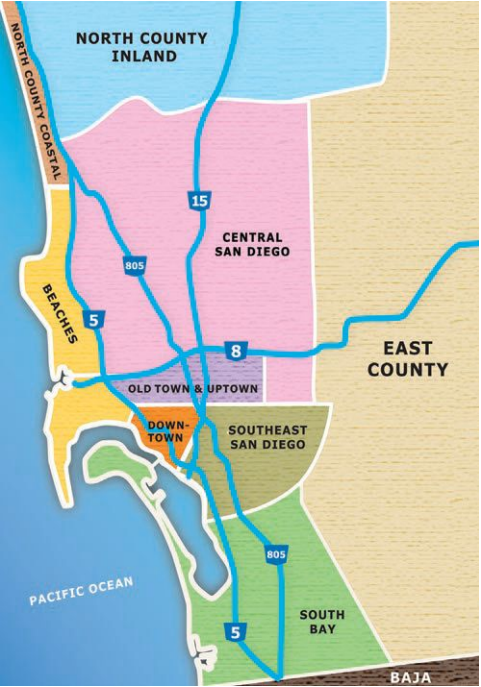 NORTH COUNTY
INLAND
NORTH COUNTY COASTAL
15
CENTRAL
SAN DIEGO
805
BEACHES
5
8
EAST
COUNTY
OLD TOWN & UPTOWN
DOWN-
TOWN
SOUTHEAST
SAN DIEGO
805
PACIFIC OCEAN
SOUTH
BAY
5
BAJA